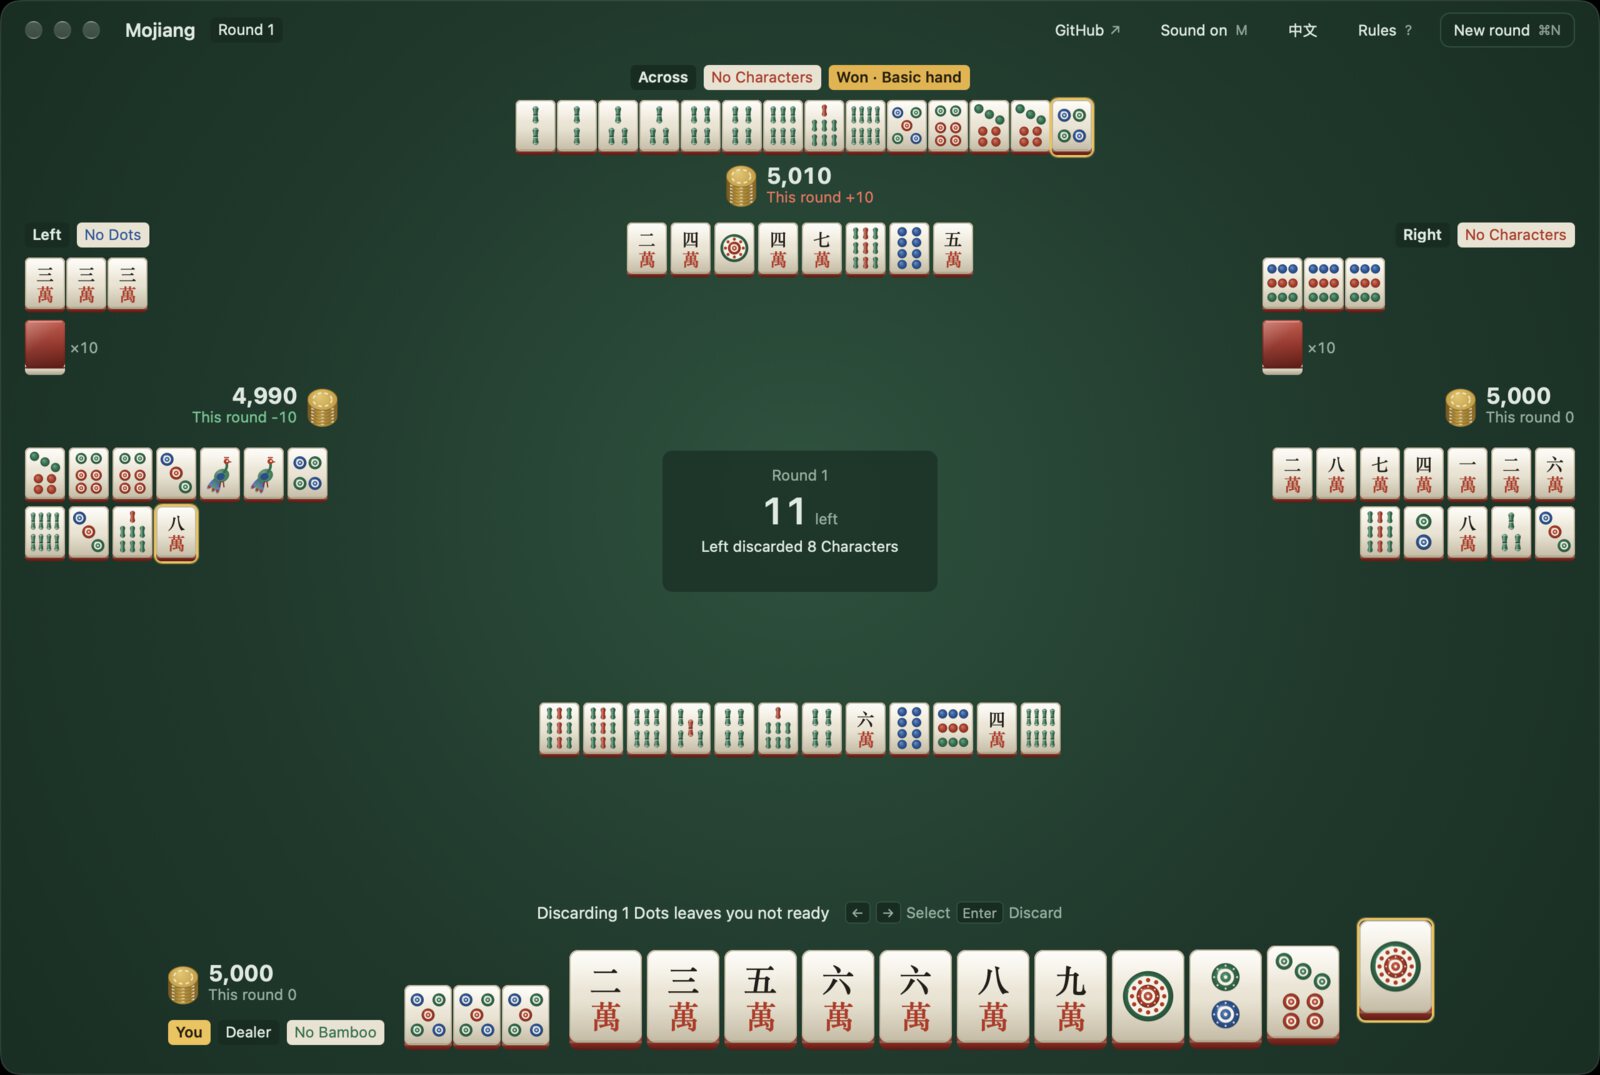 Mojiang Round 1 GitHub ↗ Sound on M 中文 Rules ? New round ⌘N
Across No Characters Won · Basic hand
5,010
This round +10
二萬 四萬 四萬 七萬 五萬
Left No Dots
三萬 三萬 三萬
×10
4,990
This round -10
八萬
Right No Characters
×10
5,000
This round 0
二萬 八萬 七萬 四萬 一萬 二萬 六萬
八萬
Round 1
11 left
Left discarded 8 Characters
六萬 四萬
Discarding 1 Dots leaves you not ready ← → Select Enter Discard
5,000
This round 0
You Dealer No Bamboo
二萬 三萬 五萬 六萬 六萬 八萬 九萬